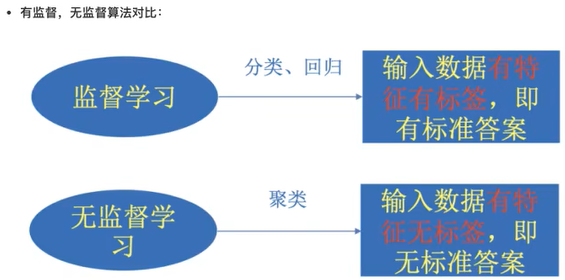 • 有监督，无监督算法对比：
监督学习
分类、回归
输入数据有特
征有标签，即
有标准答案
无监督学
习
聚类
输入数据有特
征无标签，即
无标准答案